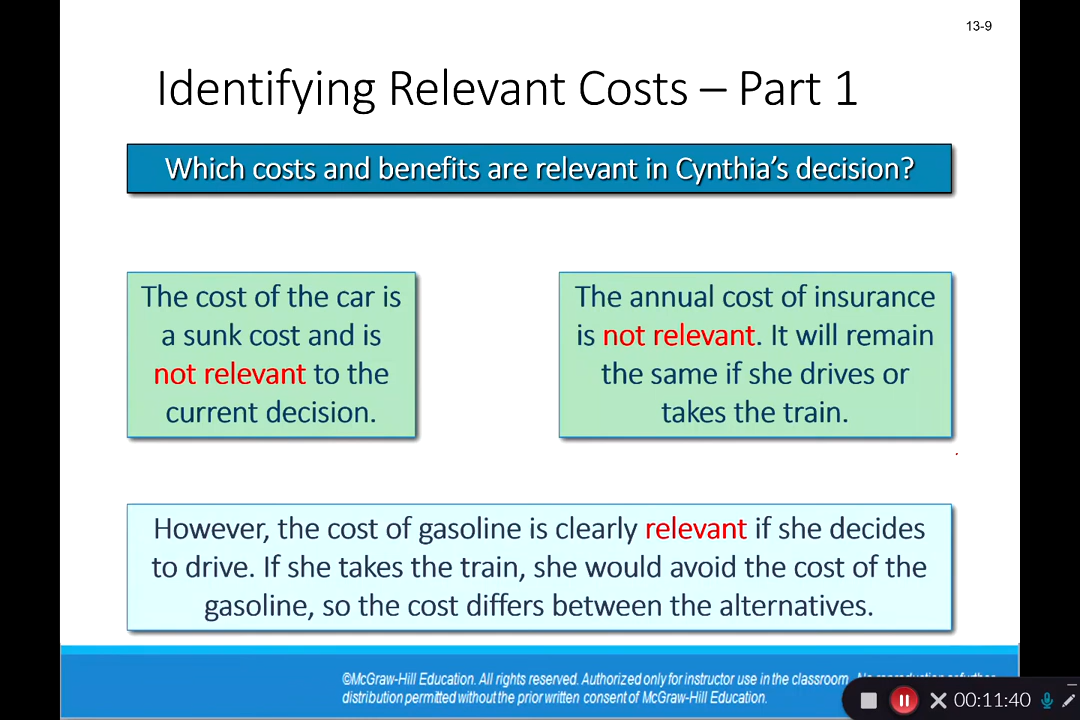 13-9
Identifying Relevant Costs – Part 1
Which costs and benefits are relevant in Cynthia's decision?
The cost of the car is
a sunk cost and is
not relevant to the
current decision.
The annual cost of insurance
is not relevant. It will remain
the same if she drives or
takes the train.
However, the cost of gasoline is clearly relevant if she decides
to drive. If she takes the train, she would avoid the cost of the
gasoline, so the cost differs between the alternatives.
©McGraw-Hill Education. All rights reserved. Authorized only for instructor use in the classroom.
distribution permitted without the prior written consent of McGraw-Hill Education.
00:11:40